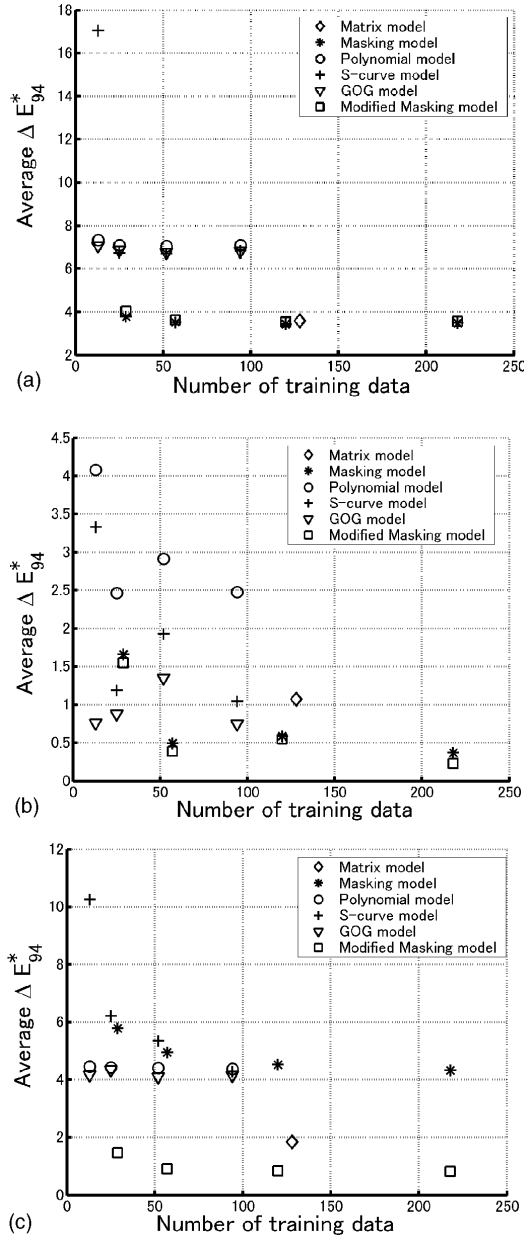 18
16
14
12
10
8
6
4
2
Average Δ E*94
Matrix model
Masking model
Polynomial model
S-curve model
GOG model
Modified Masking model
0 50 100 150 200 250
(a) Number of training data
4.5
4
3.5
3
2.5
2
1.5
1
0.5
0
Average Δ E*94
Matrix model
Masking model
Polynomial model
S-curve model
GOG model
Modified Masking model
0 50 100 150 200 250
(b) Number of training data
12
10
8
6
4
2
0
Average Δ E*94
Matrix model
Masking model
Polynomial model
S-curve model
GOG model
Modified Masking model
0 50 100 150 200 250
(c) Number of training data